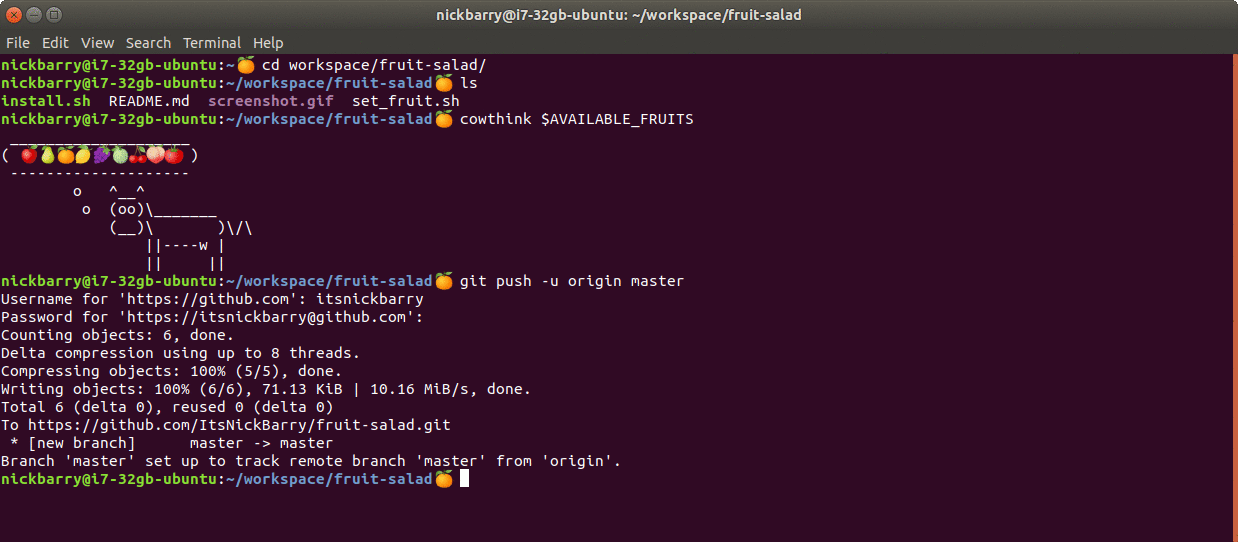 nickbarry@i7-32gb-ubuntu: ~/workspace/fruit-salad
File Edit View Search Terminal Help
nickbarry@i7-32gb-ubuntu:~🍊 cd workspace/fruit-salad/
nickbarry@i7-32gb-ubuntu:~/workspace/fruit-salad🍊 ls
install.sh  README.md  screenshot.gif  set_fruit.sh
nickbarry@i7-32gb-ubuntu:~/workspace/fruit-salad🍊 cowthink $AVAILABLE_FRUITS
 ____________________
( 🍎🍐🍊🍋🍇🍈🍒🍑🍓 )
 --------------------
        o   ^__^
         o  (oo)\_______
            (__)\       )\/\
                ||----w |
                ||     ||
nickbarry@i7-32gb-ubuntu:~/workspace/fruit-salad🍊 git push -u origin master
Username for 'https://github.com': itsnickbarry
Password for 'https://itsnickbarry@github.com':
Counting objects: 6, done.
Delta compression using up to 8 threads.
Compressing objects: 100% (5/5), done.
Writing objects: 100% (6/6), 71.13 KiB | 10.16 MiB/s, done.
Total 6 (delta 0), reused 0 (delta 0)
To https://github.com/ItsNickBarry/fruit-salad.git
 * [new branch]      master -> master
Branch 'master' set up to track remote branch 'master' from 'origin'.
nickbarry@i7-32gb-ubuntu:~/workspace/fruit-salad🍊